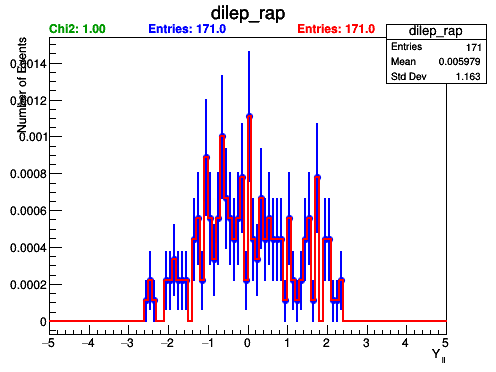 dilep_rap
Chi2: 1.00
Entries: 171.0
Entries: 171.0
dilep_rap
Entries 171
Mean 0.005979
Std Dev 1.163
Number of Events
0.0014
0.0012
0.001
0.0008
0.0006
0.0004
0.0002
0
−5 −4 −3 −2 −1 0 1 2 3 4 5
Y_ll